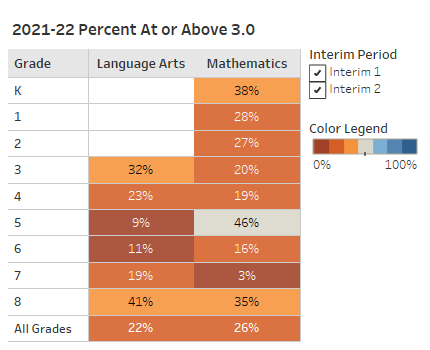 2021-22 Percent At or Above 3.0
Grade Language Arts Mathematics
K 38%
1 28%
2 27%
3 32% 20%
4 23% 19%
5 9% 46%
6 11% 16%
7 19% 3%
8 41% 35%
All Grades 22% 26%
Interim Period
Interim 1
Interim 2
Color Legend
0% 100%